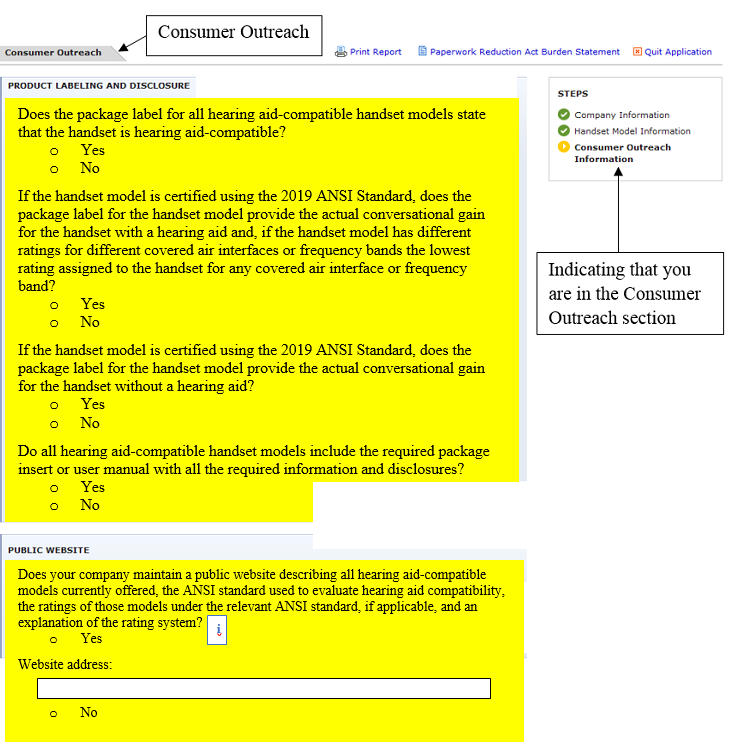 Consumer Outreach
Consumer Outreach
Print Report
Paperwork Reduction Act Burden Statement
Quit Application
PRODUCT LABELING AND DISCLOSURE
Does the package label for all hearing aid-compatible handset models state
that the handset is hearing aid-compatible?
o Yes
o No
If the handset model is certified using the 2019 ANSI Standard, does the
package label for the handset model provide the actual conversational gain
for the handset with a hearing aid and, if the handset model has different
ratings for different covered air interfaces or frequency bands the lowest
rating assigned to the handset for any covered air interface or frequency
band?
o Yes
o No
If the handset model is certified using the 2019 ANSI Standard, does the
package label for the handset model provide the actual conversational gain
for the handset without a hearing aid?
o Yes
o No
Do all hearing aid-compatible handset models include the required package
insert or user manual with all the required information and disclosures?
o Yes
o No
STEPS
Company Information
Handset Model Information
Consumer Outreach
Information
Indicating that you
are in the Consumer
Outreach section
PUBLIC WEBSITE
Does your company maintain a public website describing all hearing aid-compatible
models currently offered, the ANSI standard used to evaluate hearing aid compatibility,
the ratings of those models under the relevant ANSI standard, if applicable, and an
explanation of the rating system? i
o Yes
Website address:
o No